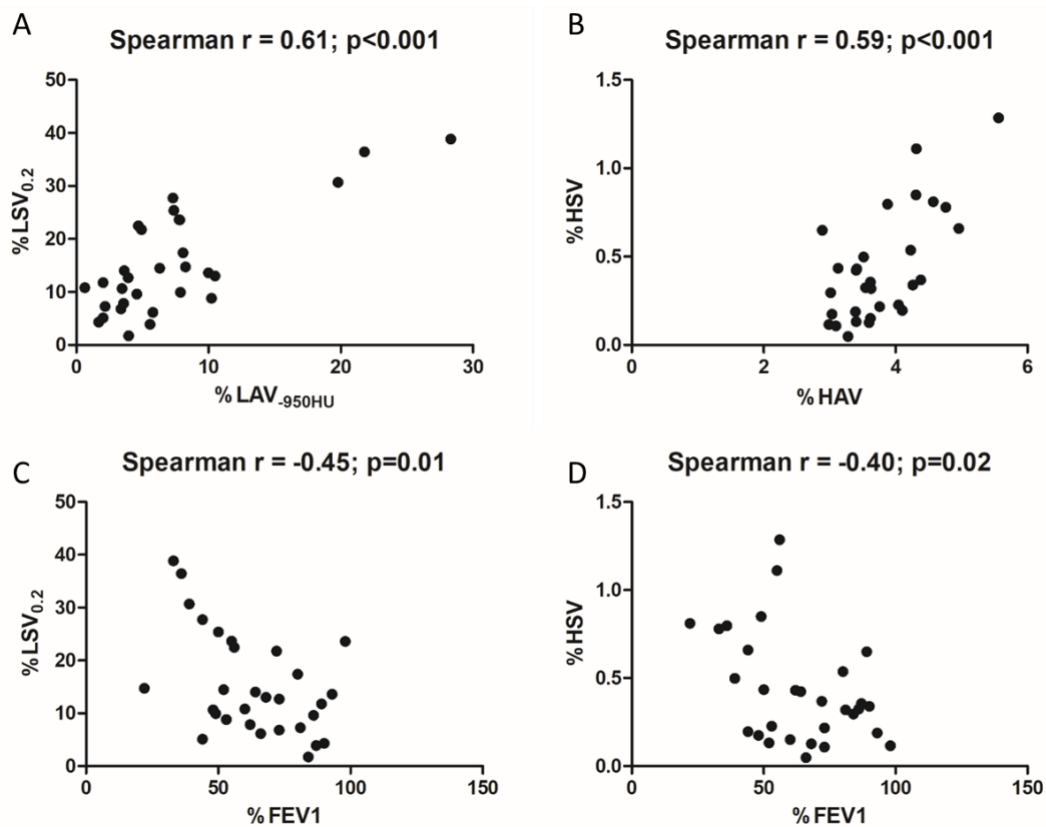 A
Spearman r = 0.61; p<0.001
50
40
30
20
10
0
%LSV0.2
0 10 20 30
%LAV-950HU
B
Spearman r = 0.59; p<0.001
1.5
1.0
0.5
0.0
%HSV
0 2 4 6
%HAV
C
Spearman r = -0.45; p=0.01
50
40
30
20
10
0
%LSV0.2
0 50 100 150
%FEV1
D
Spearman r = -0.40; p=0.02
1.5
1.0
0.5
0.0
%HSV
0 50 100 150
%FEV1